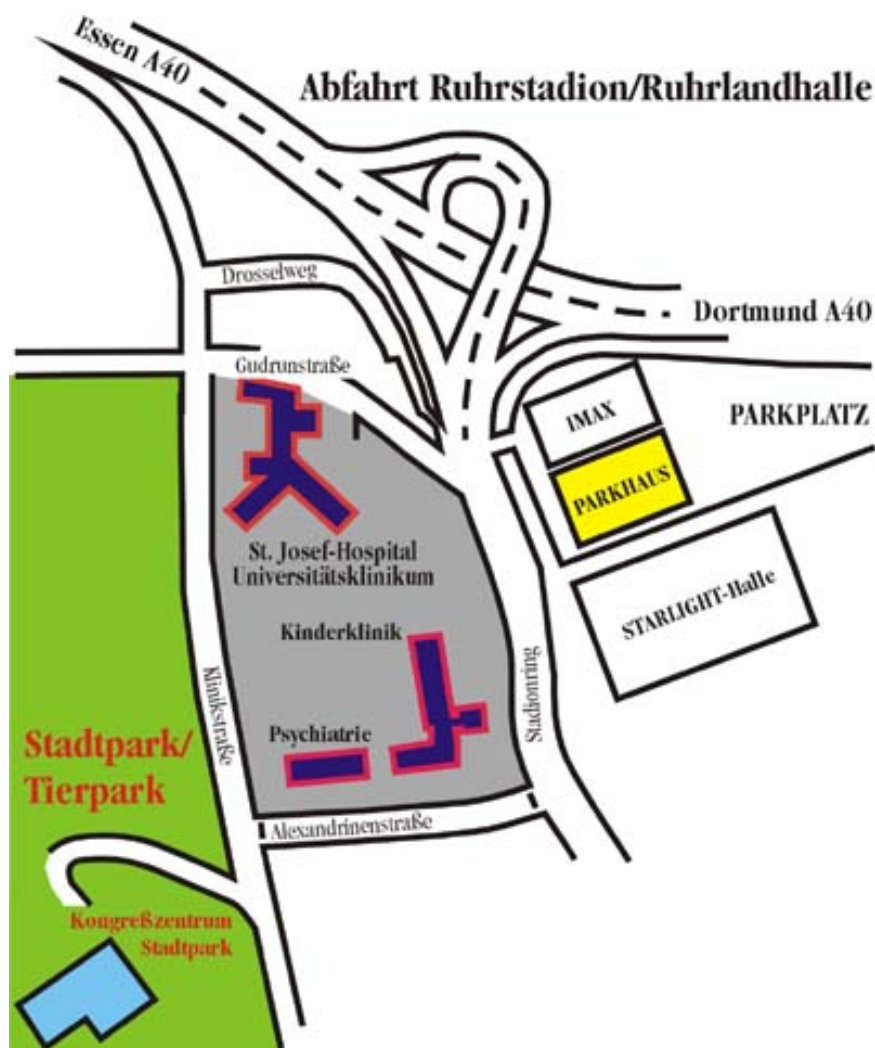 Essen A40
Abfahrt Ruhrstadion/Ruhrlandhalle
Drosselweg
Dortmund A40
Gudrunstraße
IMAX
PARKPLATZ
PARKHAUS
St. Josef-Hospital
Universitätsklinikum
STARLIGHT-Halle
Kinderklinik
Klinikstraße
Stadionring
Psychiatrie
Stadtpark/
Tierpark
Alexandrinenstraße
Kongreßzentrum
Stadtpark